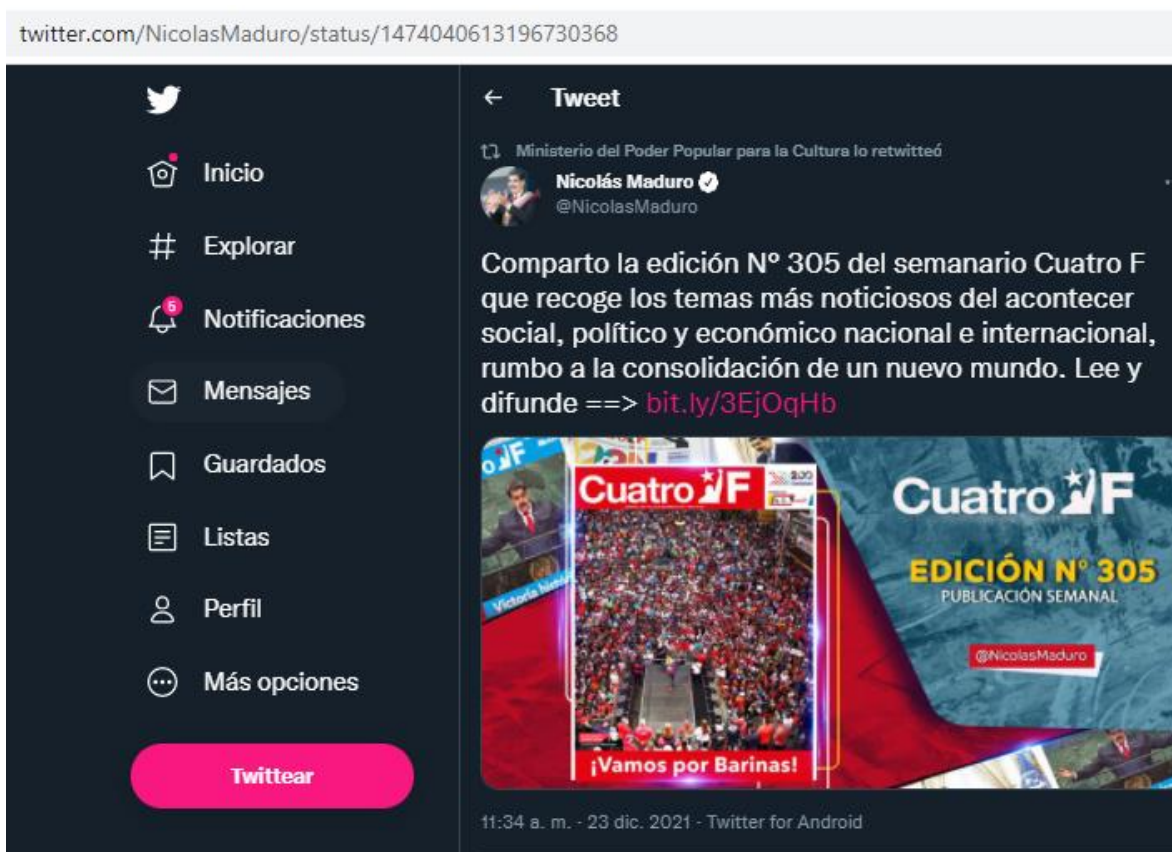 twitter.com/NicolasMaduro/status/1474040613196730368
Inicio
Explorar
5
Notificaciones
Mensajes
Guardados
Listas
Perfil
Más opciones
Twittear
Tweet
Ministerio del Poder Popular para la Cultura lo retwitteó
Nicolás Maduro
@NicolasMaduro
Comparto la edición Nº 305 del semanario Cuatro F
que recoge los temas más noticiosos del acontecer
social, político y económico nacional e internacional,
rumbo a la consolidación de un nuevo mundo. Lee y
difunde ==> bit.ly/3EjOqHb
o F
Victoria
Cuatro F
200
¡Vamos por Barinas!
Cuatro F
EDICIÓN Nº 305
PUBLICACIÓN SEMANAL
@NicolasMaduro
11:34 a. m. · 23 dic. 2021 · Twitter for Android